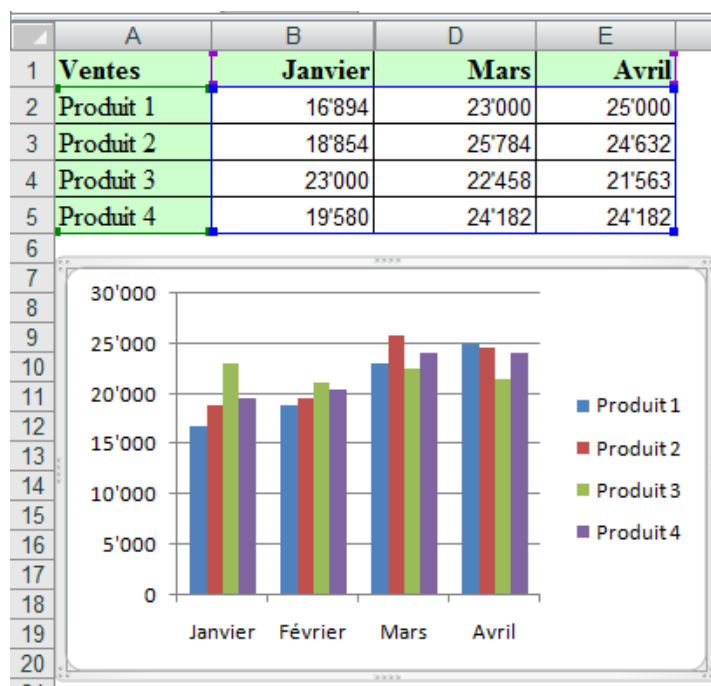 A B D E
1 Ventes Janvier Mars Avril
2 Produit 1 16'894 23'000 25'000
3 Produit 2 18'854 25'784 24'632
4 Produit 3 23'000 22'458 21'563
5 Produit 4 19'580 24'182 24'182
6
7
8
9
10
11
12
13
14
15
16
17
18
19
20
30'000
25'000
20'000
15'000
10'000
5'000
0
Janvier Février Mars Avril
Produit 1
Produit 2
Produit 3
Produit 4